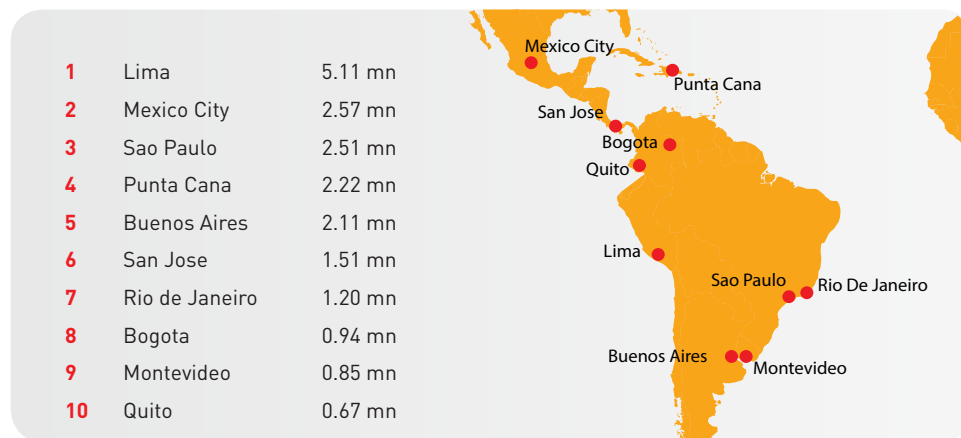 1 Lima 5.11 mn
2 Mexico City 2.57 mn
3 Sao Paulo 2.51 mn
4 Punta Cana 2.22 mn
5 Buenos Aires 2.11 mn
6 San Jose 1.51 mn
7 Rio de Janeiro 1.20 mn
8 Bogota 0.94 mn
9 Montevideo 0.85 mn
10 Quito 0.67 mn
Mexico City
Punta Cana
San Jose
Bogota
Quito
Lima
Sao Paulo
Rio De Janeiro
Buenos Aires
Montevideo